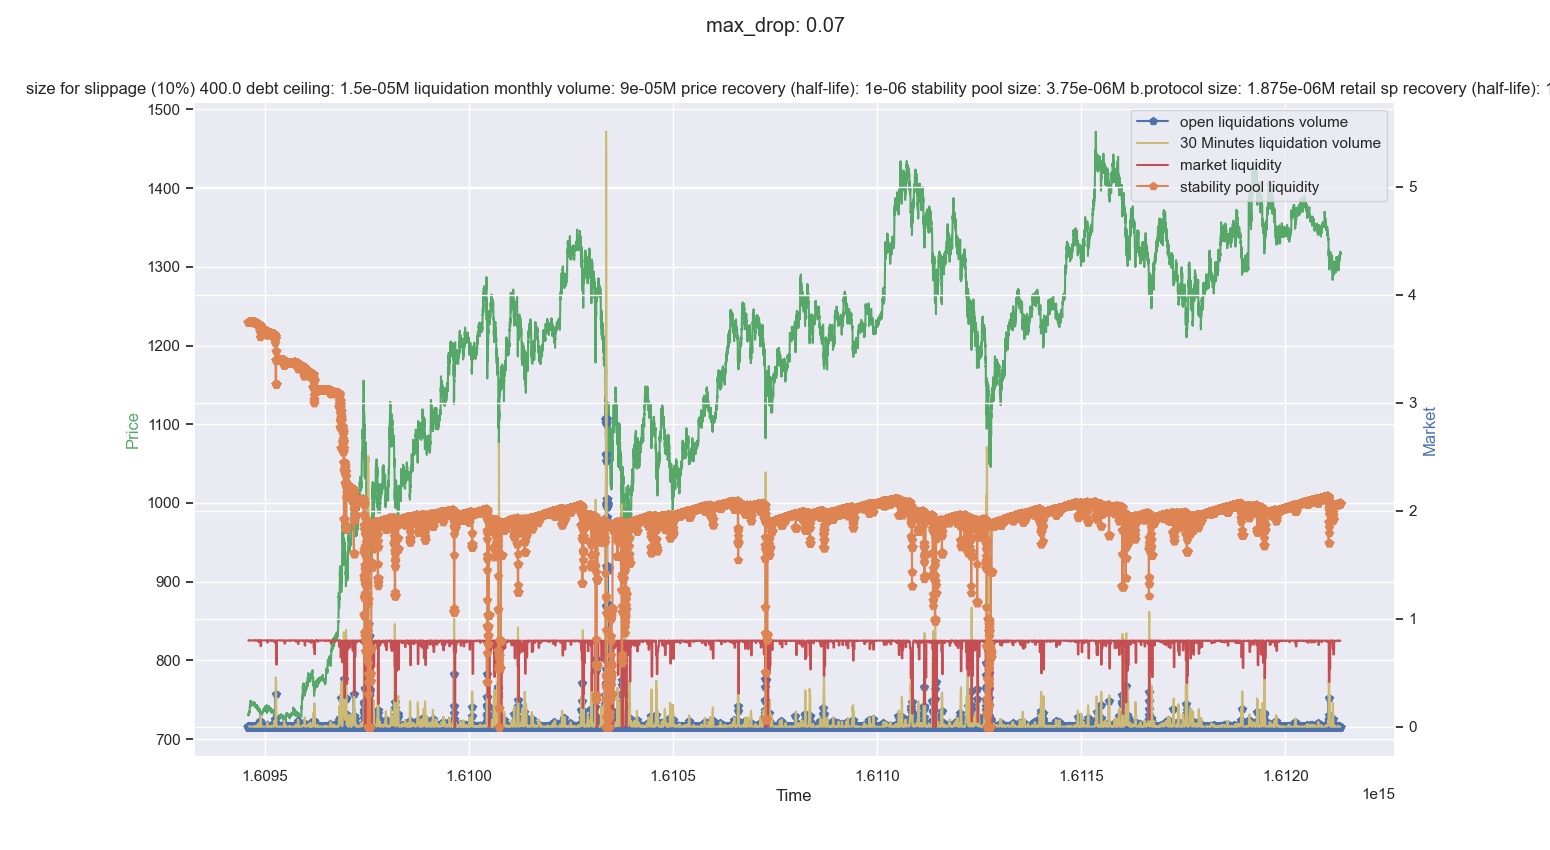 max_drop: 0.07
size for slippage (10%) 400.0 debt ceiling: 1.5e-05M liquidation monthly volume: 9e-05M price recovery (half-life): 1e-06 stability pool size: 3.75e-06M b.protocol size: 1.875e-06M retail sp recovery (half-life): 1
1500
1400
1300
1200
1100
1000
900
800
700
Price
open liquidations volume
30 Minutes liquidation volume
market liquidity
stability pool liquidity
5
4
3
2
1
0
Market
1.6095
1.6100
1.6105
1.6110
1.6115
1.6120
1e15
Time